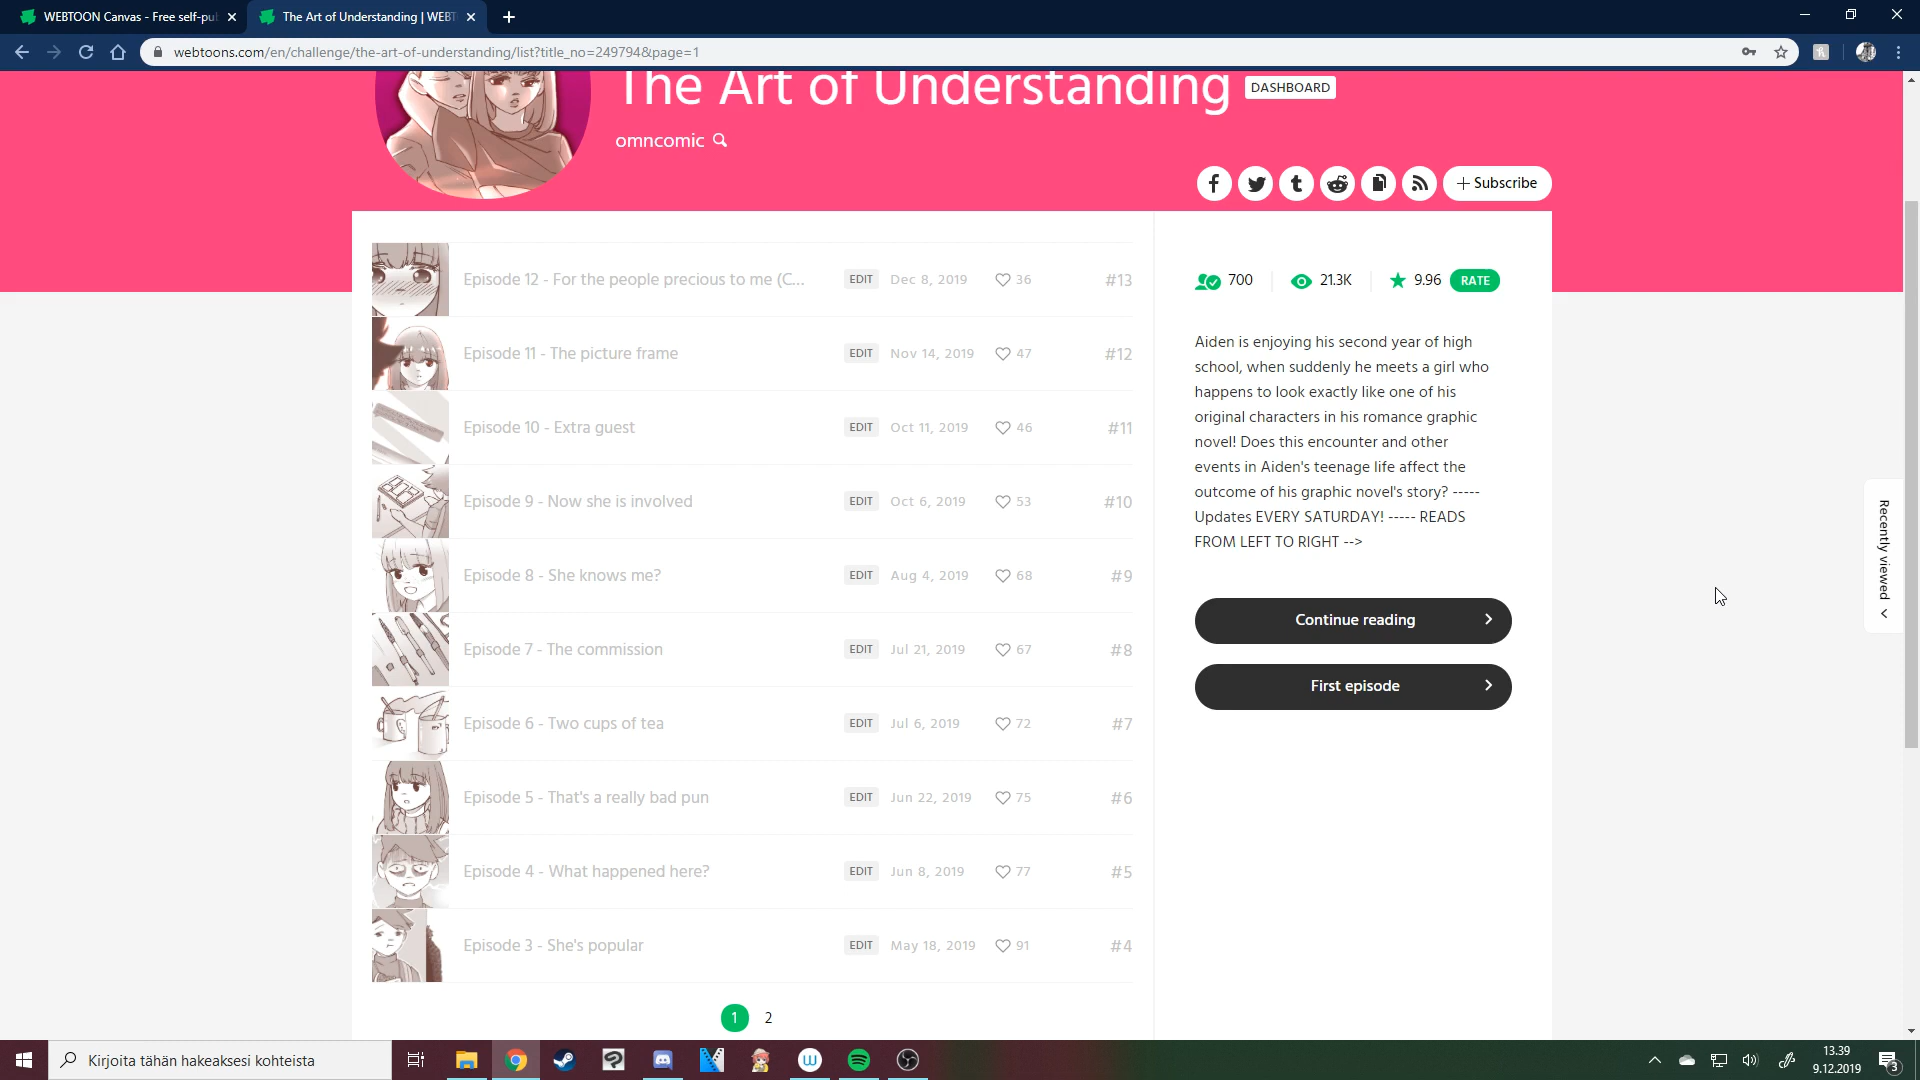 WEBTOON Canvas - Free self-pu
The Art of Understanding | WEBT
webtoons.com/en/challenge/the-art-of-understanding/list?title_no=249794&page=1
The Art of Understanding
DASHBOARD
omncomic
+ Subscribe
Episode 12 - For the people precious to me (C... EDIT Dec 8, 2019 36 #13
Episode 11 - The picture frame EDIT Nov 14, 2019 47 #12
Episode 10 - Extra guest EDIT Oct 11, 2019 46 #11
Episode 9 - Now she is involved EDIT Oct 6, 2019 53 #10
Episode 8 - She knows me? EDIT Aug 4, 2019 68 #9
Episode 7 - The commission EDIT Jul 21, 2019 67 #8
Episode 6 - Two cups of tea EDIT Jul 6, 2019 72 #7
Episode 5 - That's a really bad pun EDIT Jun 22, 2019 75 #6
Episode 4 - What happened here? EDIT Jun 8, 2019 77 #5
Episode 3 - She's popular EDIT May 18, 2019 91 #4
1 2
700 21.3K 9.96 RATE
Aiden is enjoying his second year of high
school, when suddenly he meets a girl who
happens to look exactly like one of his
original characters in his romance graphic
novel! Does this encounter and other
events in Aiden's teenage life affect the
outcome of his graphic novel's story? -----
Updates EVERY SATURDAY! ----- READS
FROM LEFT TO RIGHT -->
Continue reading
First episode
Recently viewed
Kirjoita tähän hakeaksesi kohteista
13.39
9.12.2019
3